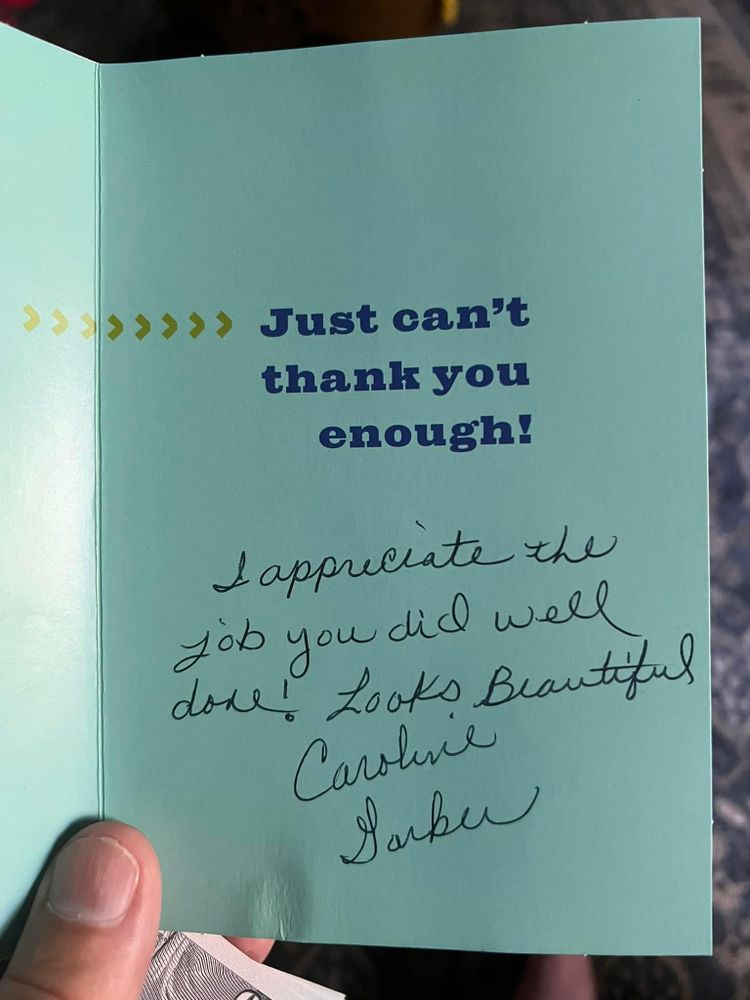 Just can't
thank you
enough!
I appreciate the
job you did well
done! Looks Beautiful
Caroline